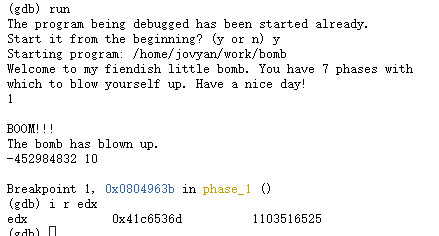 (gdb) run
The program being debugged has been started already.
Start it from the beginning? (y or n) y
Starting program: /home/jovyan/work/bomb
Welcome to my fiendish little bomb. You have 7 phases with
which to blow yourself up. Have a nice day!
1
BOOM!!!
The bomb has blown up.
-452984832 10
Breakpoint 1, 0x0804963b in phase_1 ()
(gdb) i r edx
edx            0x41c6536d          1103516525
(gdb)